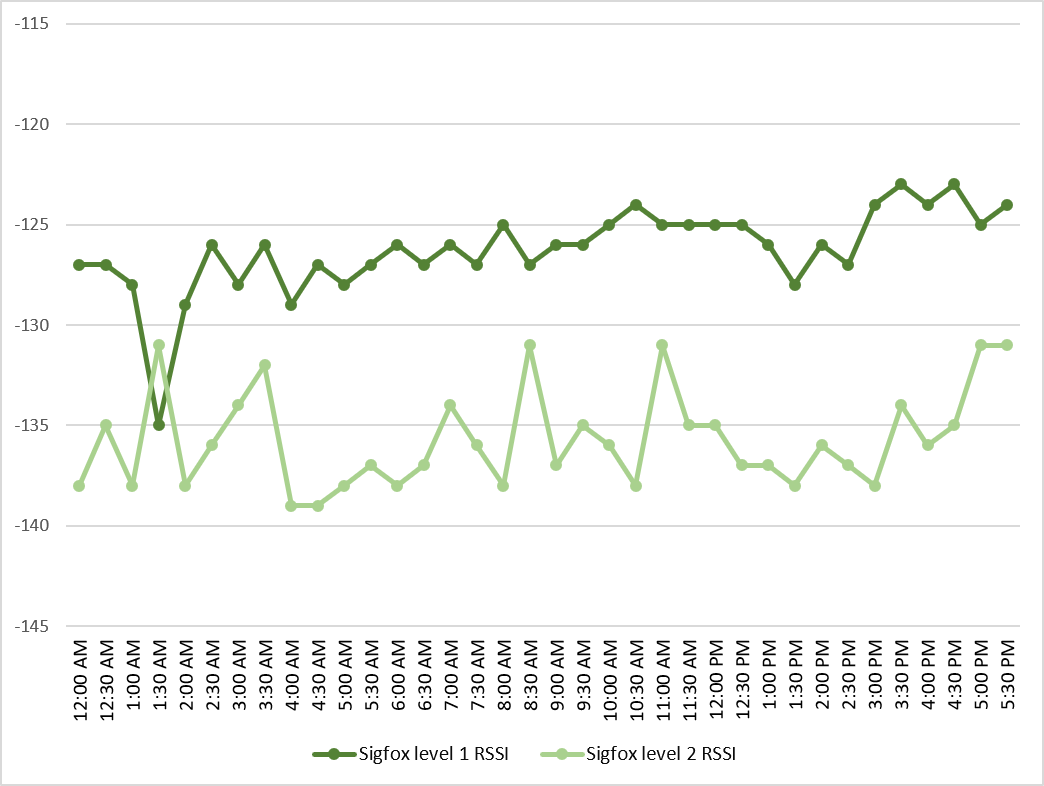 -115
-120
-125
-130
-135
-140
-145
12:00 AM
12:30 AM
1:00 AM
1:30 AM
2:00 AM
2:30 AM
3:00 AM
3:30 AM
4:00 AM
4:30 AM
5:00 AM
5:30 AM
6:00 AM
6:30 AM
7:00 AM
7:30 AM
8:00 AM
8:30 AM
9:00 AM
9:30 AM
10:00 AM
10:30 AM
11:00 AM
11:30 AM
12:00 PM
12:30 PM
1:00 PM
1:30 PM
2:00 PM
2:30 PM
3:00 PM
3:30 PM
4:00 PM
4:30 PM
5:00 PM
5:30 PM
Sigfox level 1 RSSI
Sigfox level 2 RSSI